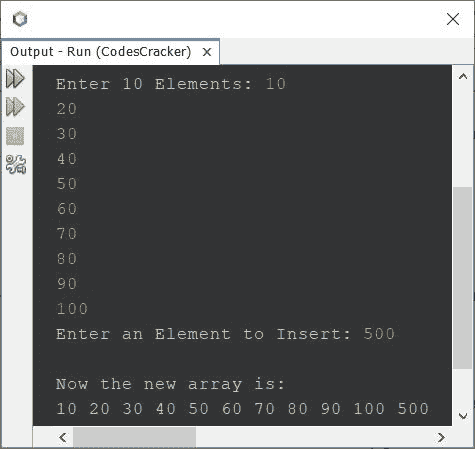 Output - Run (CodesCracker) ×
Enter 10 Elements: 10
20
30
40
50
60
70
80
90
100
Enter an Element to Insert: 500
Now the new array is:
10 20 30 40 50 60 70 80 90 100 500